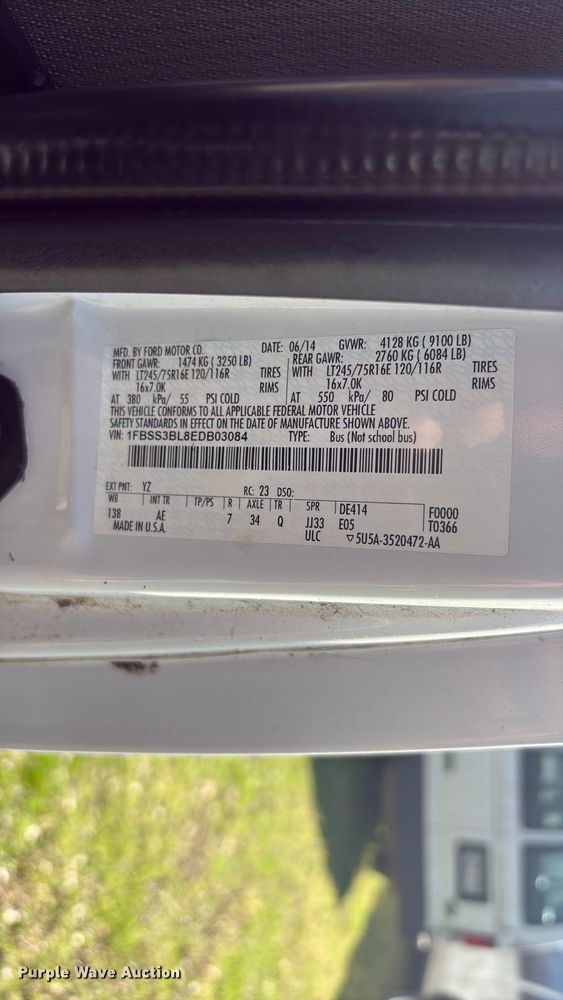 MFD. BY FORD MOTOR CO. DATE: 06/14 GVWR: 4128 KG ( 9100 LB)
FRONT GAWR: 1474 KG ( 3250 LB) REAR GAWR: 2760 KG ( 6084 LB)
WITH LT245/75R16E 120/116R TIRES WITH LT245/75R16E 120/116R TIRES
16x7.0K RIMS 16x7.0K RIMS
AT 380 kPa/ 55 PSI COLD AT 550 kPa/ 80 PSI COLD
THIS VEHICLE CONFORMS TO ALL APPLICABLE FEDERAL MOTOR VEHICLE
SAFETY STANDARDS IN EFFECT ON THE DATE OF MANUFACTURE SHOWN ABOVE.
VIN: 1FBSS3BL8EDB03084 TYPE: Bus (Not school bus)
EXT PNT: YZ RC: 23 DSO:
WB INT TR TP/PS R AXLE TR SPR DE414 F0000
138 AE 7 34 Q JJ33 E05 T0366
MADE IN U.S.A. ULC ▽5U5A-3520472-AA
Purple Wave Auction